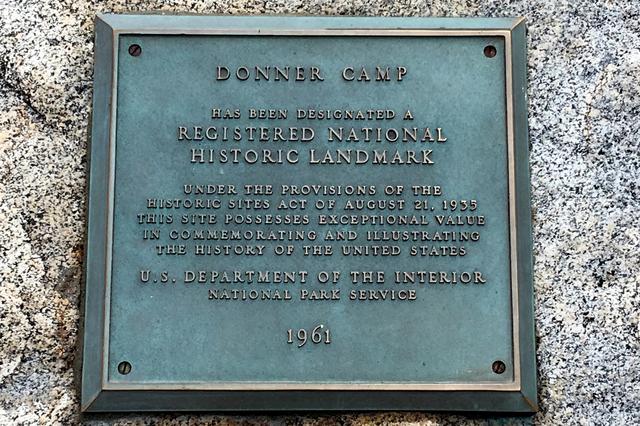 DONNER CAMP
HAS BEEN DESIGNATED A
REGISTERED NATIONAL
HISTORIC LANDMARK
UNDER THE PROVISIONS OF THE
HISTORIC SITES ACT OF AUGUST 21, 1935
THIS SITE POSSESSES EXCEPTIONAL VALUE
IN COMMEMORATING AND ILLUSTRATING
THE HISTORY OF THE UNITED STATES
U.S. DEPARTMENT OF THE INTERIOR
NATIONAL PARK SERVICE
1961